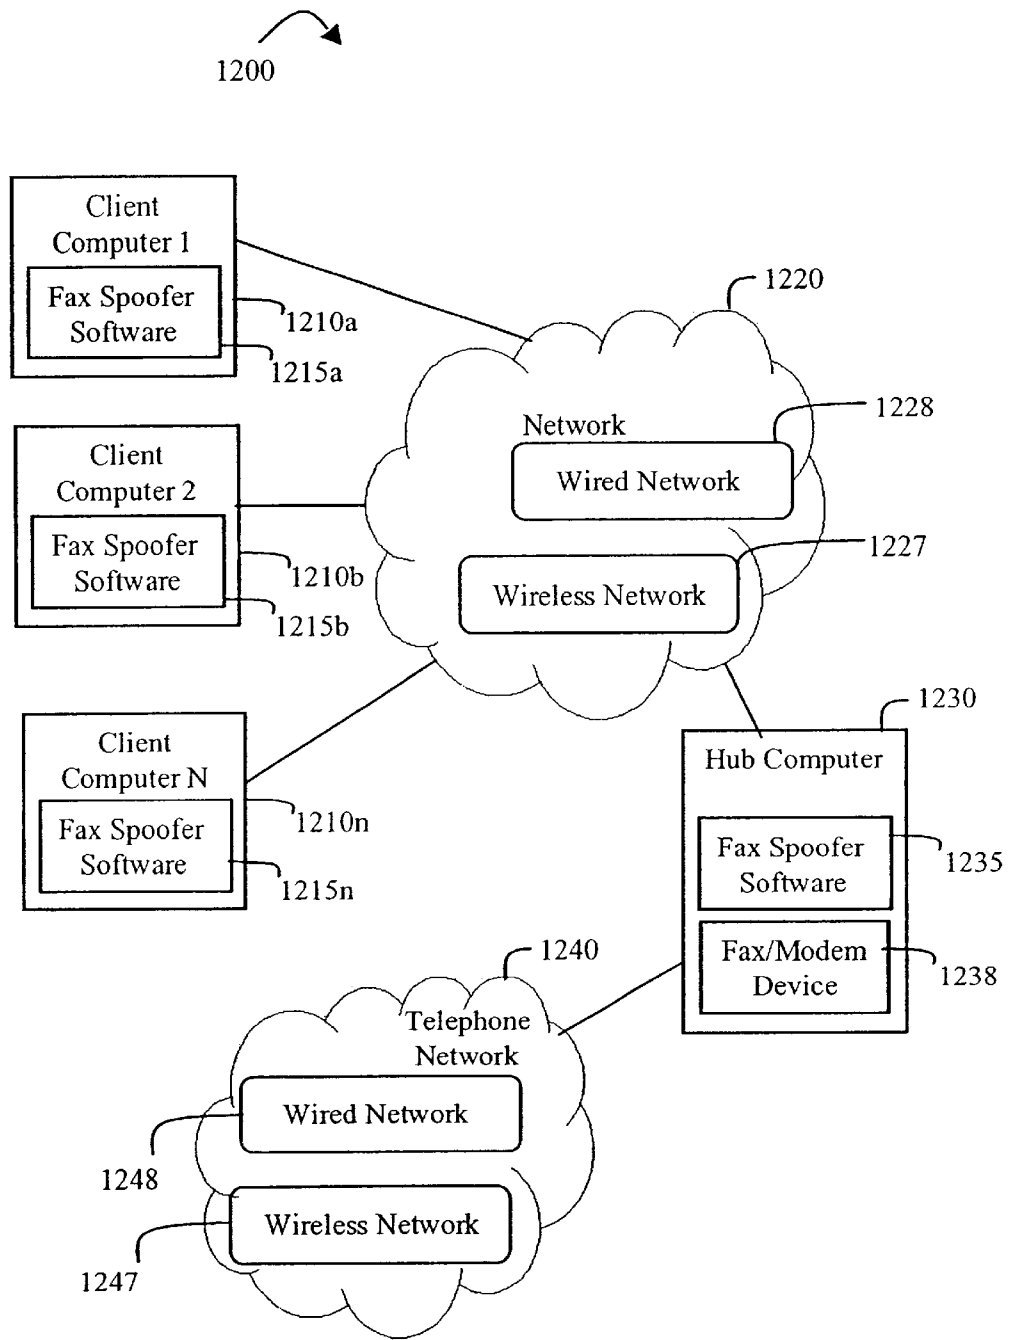 1200
Client
Computer 1
Fax Spoofer
Software
1210a
1215a
1220
Network
1228
Wired Network
1227
Wireless Network
Client
Computer 2
Fax Spoofer
Software
1210b
1215b
Client
Computer N
Fax Spoofer
Software
1210n
1215n
1230
Hub Computer
Fax Spoofer
Software
1235
Fax/Modem
Device
1238
1240
Telephone
Network
Wired Network
1248
Wireless Network
1247